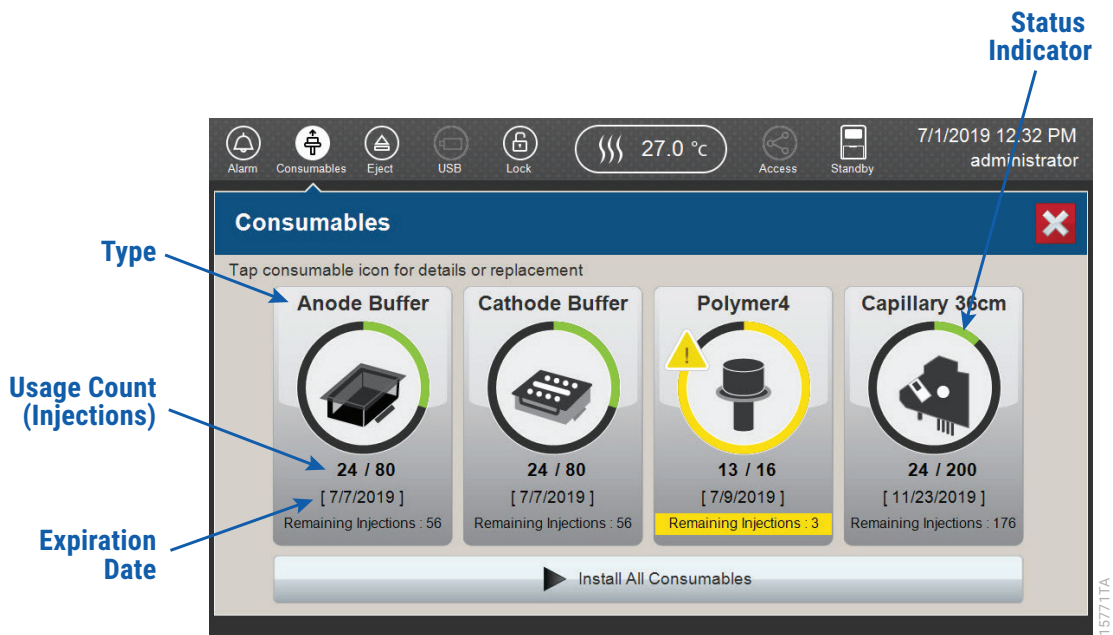 Status
Indicator
7/1/2019 12:32 PM
27.0 °c
administrator
Alarm Consumables Eject USB Lock Access Standby
Consumables
Type
Tap consumable icon for details or replacement
Anode Buffer Cathode Buffer Polymer4 Capillary 36cm
!
Usage Count
(Injections)
24 / 80 24 / 80 13 / 16 24 / 200
[ 7/7/2019 ] [ 7/7/2019 ] [ 7/9/2019 ] [ 11/23/2019 ]
Remaining Injections : 56 Remaining Injections : 56 Remaining Injections : 3 Remaining Injections : 176
Expiration
Date
Install All Consumables
15771TA